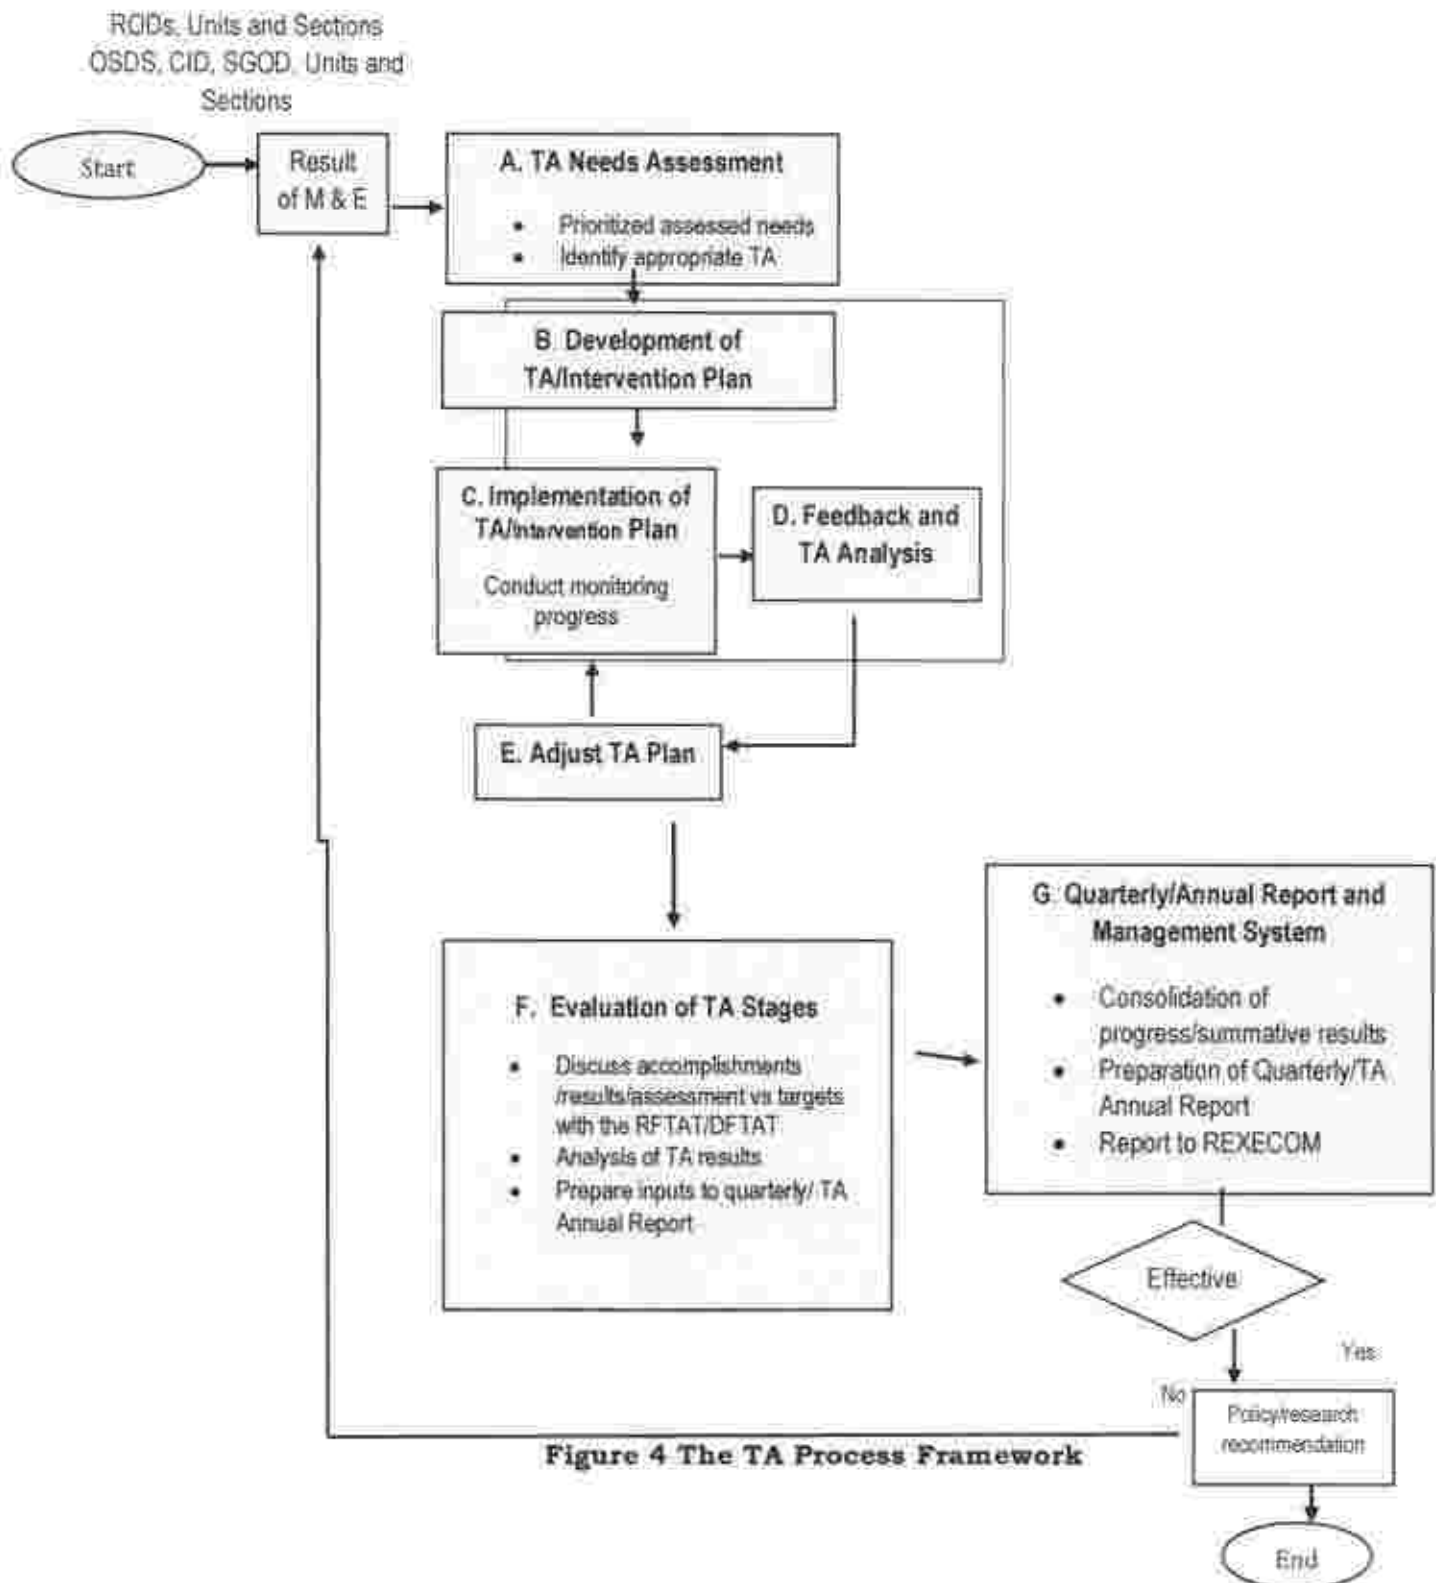 RODs, Units and Sections
OSDS, CID, SGOD, Units and
Sections
Start
Result
of M & E
A. TA Needs Assessment
• Prioritized assessed needs
• Identify appropriate TA
B. Development of
TA/Intervention Plan
C. Implementation of
TA/Intervention Plan
Conduct monitoring
progress
D. Feedback and
TA Analysis
E. Adjust TA Plan
F. Evaluation of TA Stages
• Discuss accomplishments
/results/assessment vs targets
with the RFTAT/DFTAT
• Analysis of TA results
• Prepare inputs to quarterly/ TA
Annual Report
G. Quarterly/Annual Report and
Management System
• Consolidation of
progress/summative results
• Preparation of Quarterly/TA
Annual Report
• Report to REXECOM
Effective
Yes
No
Policy/research
recommendation
Figure 4 The TA Process Framework
End